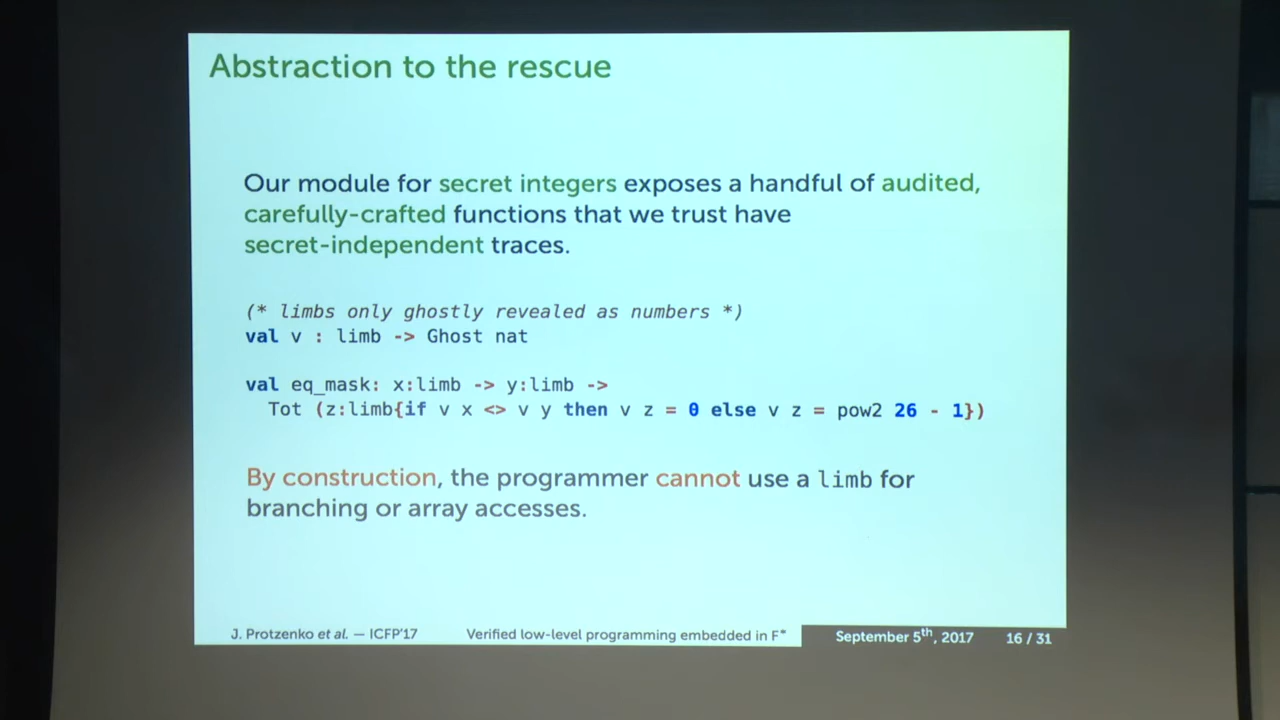 Abstraction to the rescue
Our module for secret integers exposes a handful of audited,
carefully-crafted functions that we trust have
secret-independent traces.
(* limbs only ghostly revealed as numbers *)
val v : limb -> Ghost nat
val eq_mask: x:limb -> y:limb ->
Tot (z:limb{if v x <> v y then v z = 0 else v z = pow2 26 - 1})
By construction, the programmer cannot use a limb for
branching or array accesses.
J. Protzenko et al. — ICFP'17 Verified low-level programming embedded in F* September 5th, 2017 16 / 31